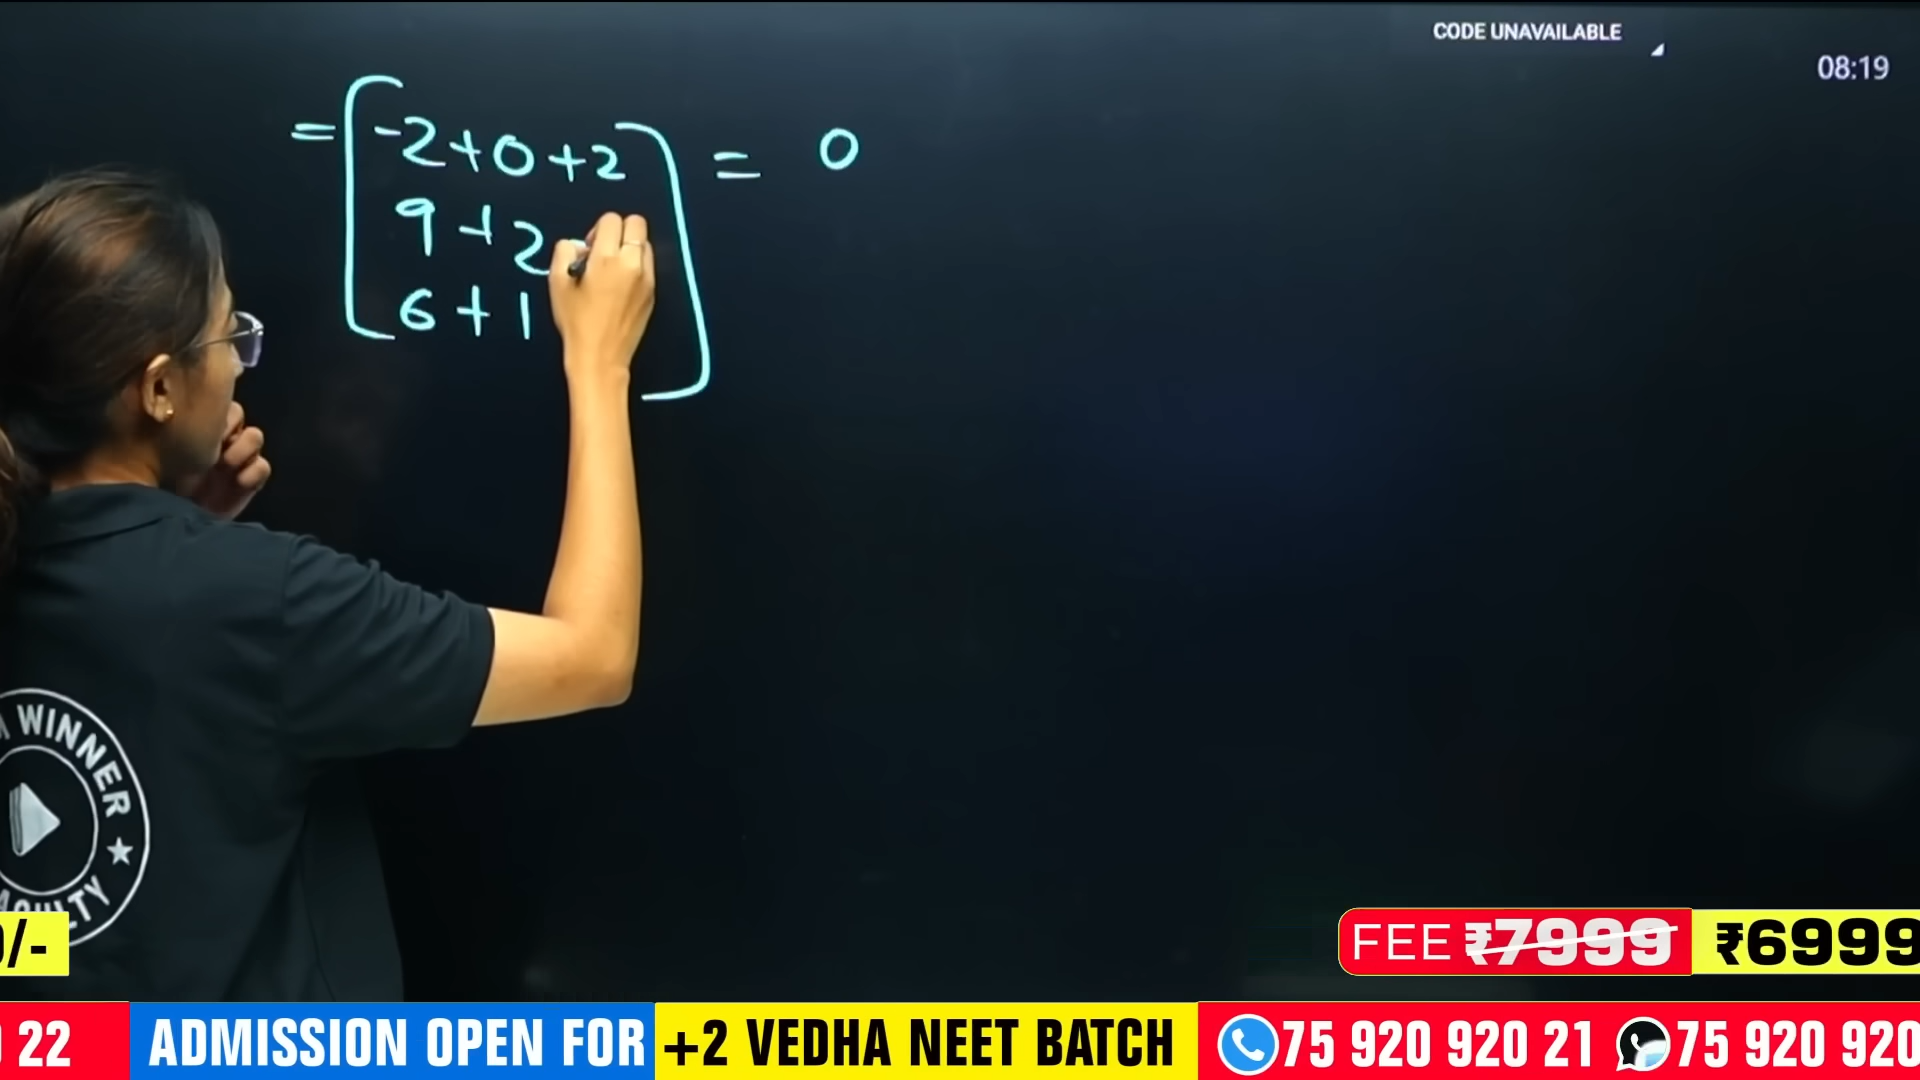 CODE UNAVAILABLE
08:19
= [ -2+0+2 ] = 0
9+2
6+1
WINNER
FEE ₹7999 ₹6999
/-
22 ADMISSION OPEN FOR +2 VEDHA NEET BATCH 75 920 920 21 75 920 920